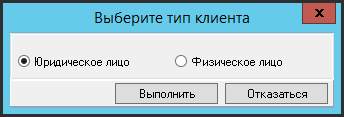 Выберите тип клиента
Юридическое лицо Физическое лицо
Выполнить Отказаться